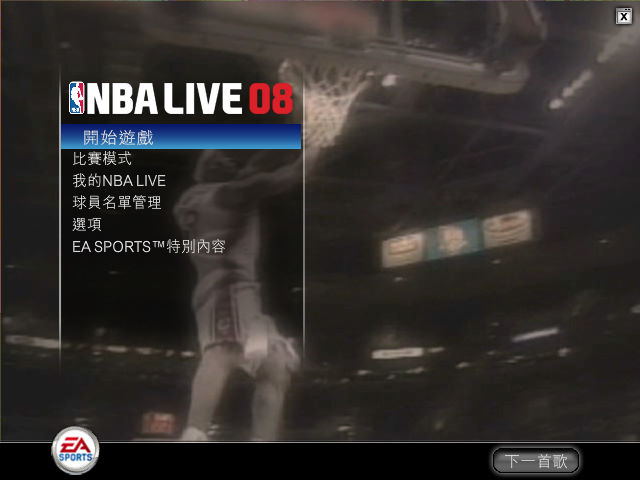 NBA LIVE 08
開始遊戲
比賽模式
我的NBA LIVE
球員名單管理
選項
EA SPORTS™特別內容
EA
SPORTS
下一首歌
X